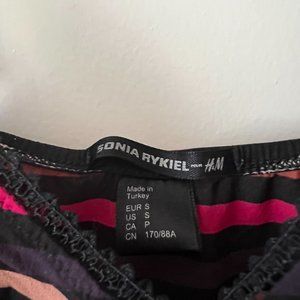 SONIA RYKIEL POUR H&M
Made in
Turkey
EUR S
US S
CA P
CN 170/88A